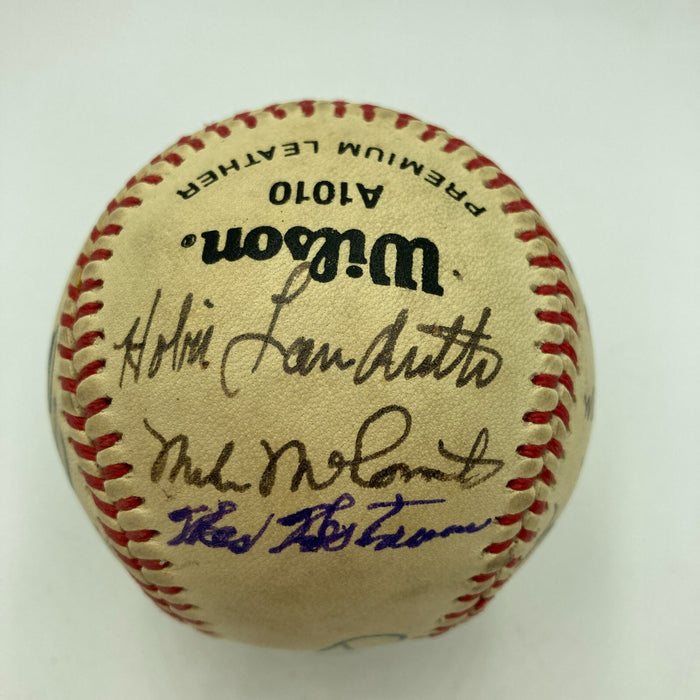 PREMIUM LEATHER
A1010
Wilson®
Hobie Landrith
Mike McCormick